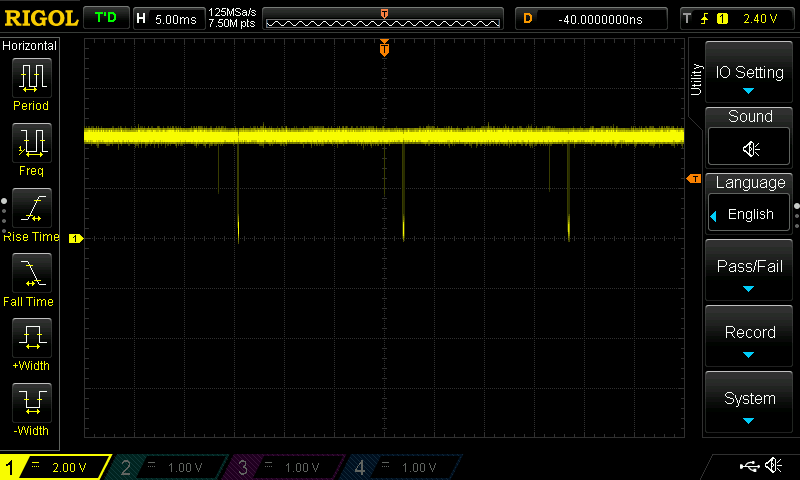 RIGOL T'D H 5.00ms 125MSa/s D -40.0000000ns T 1 2.40 V
7.50M pts
T
Horizontal
Period
Freq
Rise Time
Fall Time
+Width
-Width
T
T
1
Utility
IO Setting
Sound
Language
English
Pass/Fail
Record
System
1 2.00 V 2 1.00 V 3 1.00 V 4 1.00 V